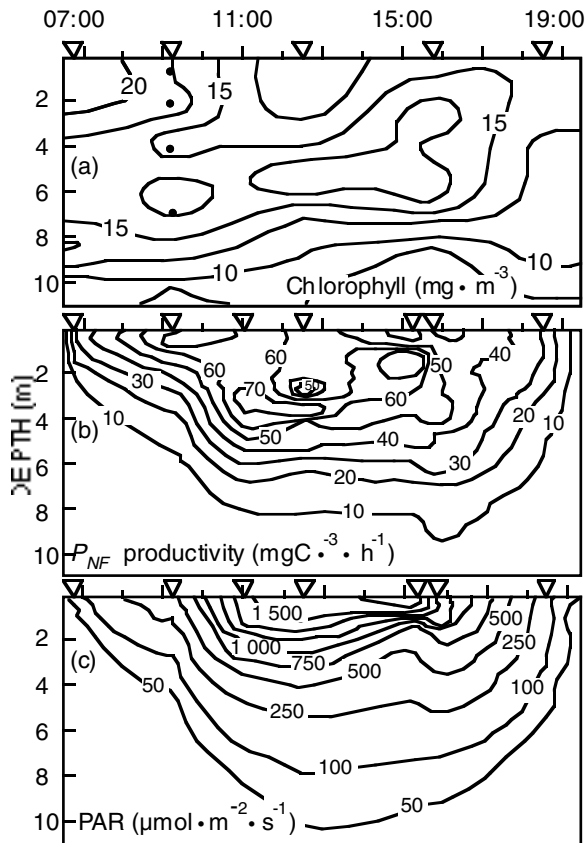 07:00 11:00 15:00 19:00
20 15
2
15
4
(a)
6
15
8
10 10
10 Chlorophyll (mg · m⁻³)
60 50 40
2 60 50
30 70
60
4
10 50 40 20
(b) 10
30
6
20
8 10
10 P_NF productivity (mgC · ⁻³ · h⁻¹)
DEPTH (m)
1 500 500
2 1 000 250
(c) 750
500
4 100
50
250
6
100
8
50
10 PAR (µmol · m⁻² · s⁻¹)